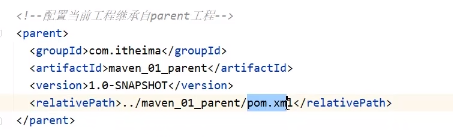 <!--配置当前工程继承自parent工程-->
<parent>
<groupId>com.itheima</groupId>
<artifactId>maven_01_parent</artifactId>
<version>1.0-SNAPSHOT</version>
<relativePath>../maven_01_parent/pom.xml</relativePath>
</parent>